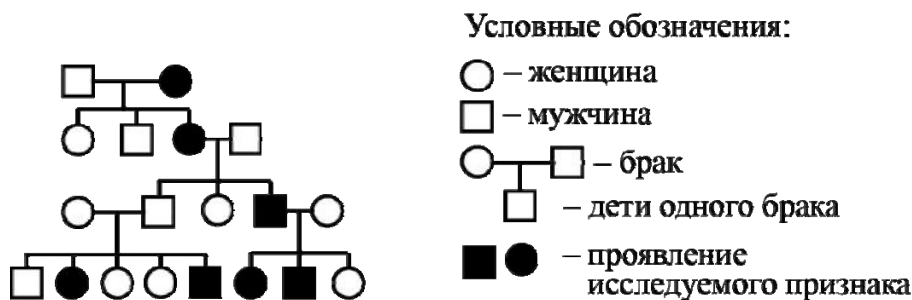 Условные обозначения:
– женщина
– мужчина
– брак
– дети одного брака
– проявление
исследуемого признака